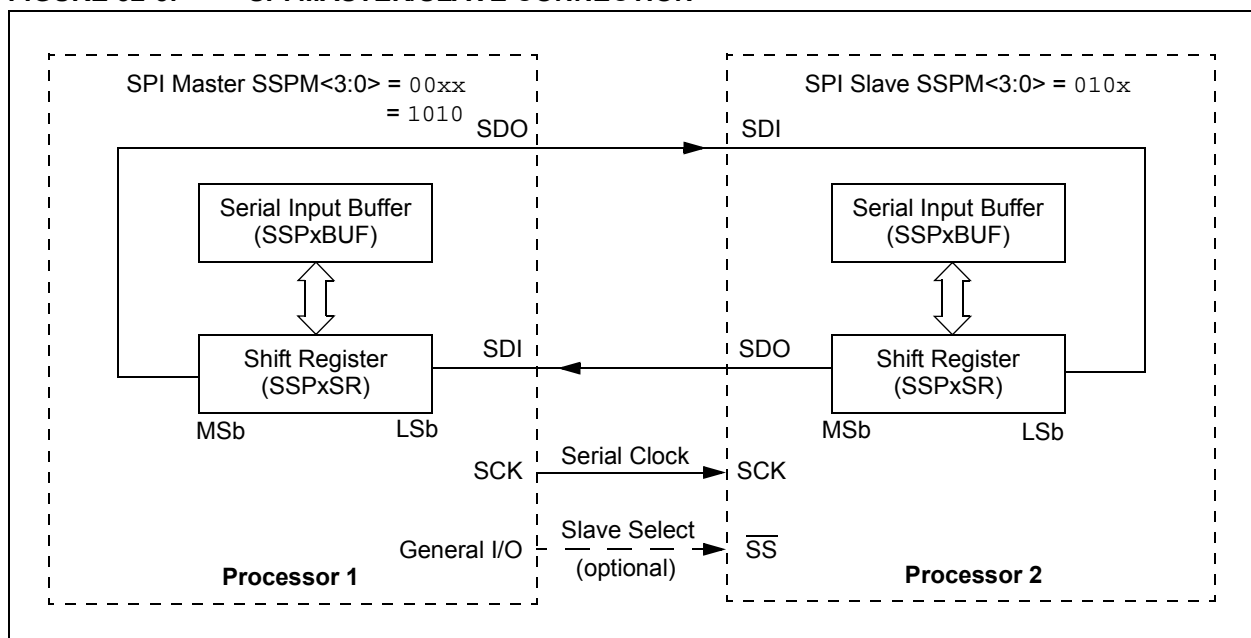 SPI Master SSPM<3:0> = 00xx
= 1010
SPI Slave SSPM<3:0> = 010x
SDO
SDI
Serial Input Buffer
(SSPxBUF)
Serial Input Buffer
(SSPxBUF)
SDI
SDO
Shift Register
(SSPxSR)
Shift Register
(SSPxSR)
MSb
LSb
MSb
LSb
SCK
Serial Clock
SCK
General I/O
Slave Select
(optional)
SS
Processor 1
Processor 2